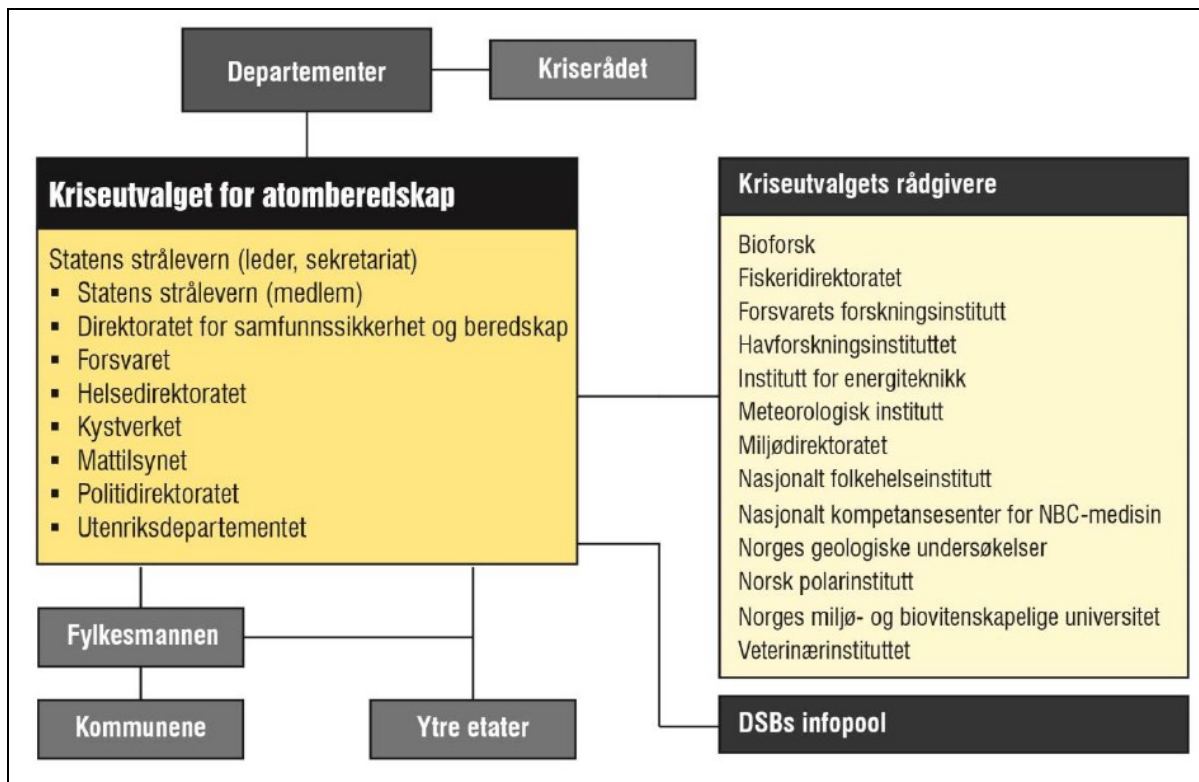 Departementer
Kriserådet
Kriseutvalget for atomberedskap
Statens strålevern (leder, sekretariat)
▪ Statens strålevern (medlem)
▪ Direktoratet for samfunnssikkerhet og beredskap
▪ Forsvaret
▪ Helsedirektoratet
▪ Kystverket
▪ Mattilsynet
▪ Politidirektoratet
▪ Utenriksdepartementet
Kriseutvalgets rådgivere
Bioforsk
Fiskeridirektoratet
Forsvarets forskningsinstitutt
Havforskningsinstituttet
Institutt for energiteknikk
Meteorologisk institutt
Miljødirektoratet
Nasjonalt folkehelseinstitutt
Nasjonalt kompetansesenter for NBC-medisin
Norges geologiske undersøkelser
Norsk polarinstitutt
Norges miljø- og biovitenskapelige universitet
Veterinærinstituttet
Fylkesmannen
Kommunene
Ytre etater
DSBs infopool